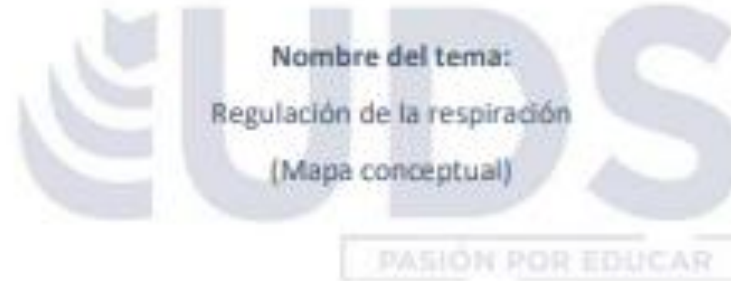 UDS
Nombre del tema:
Regulación de la respiración
(Mapa conceptual)
PASIÓN POR EDUCAR